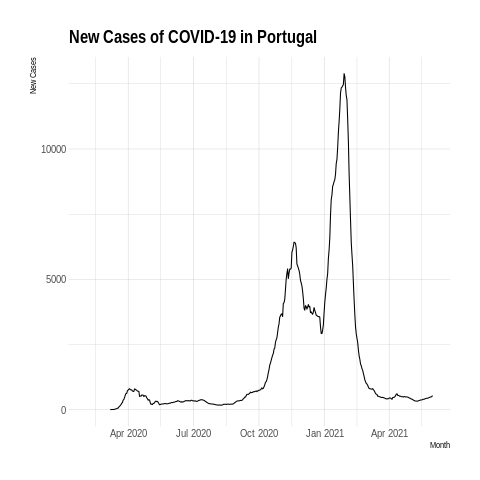 New Cases of COVID-19 in Portugal
New Cases
10000
5000
0
Apr 2020 Jul 2020 Oct 2020 Jan 2021 Apr 2021
Month